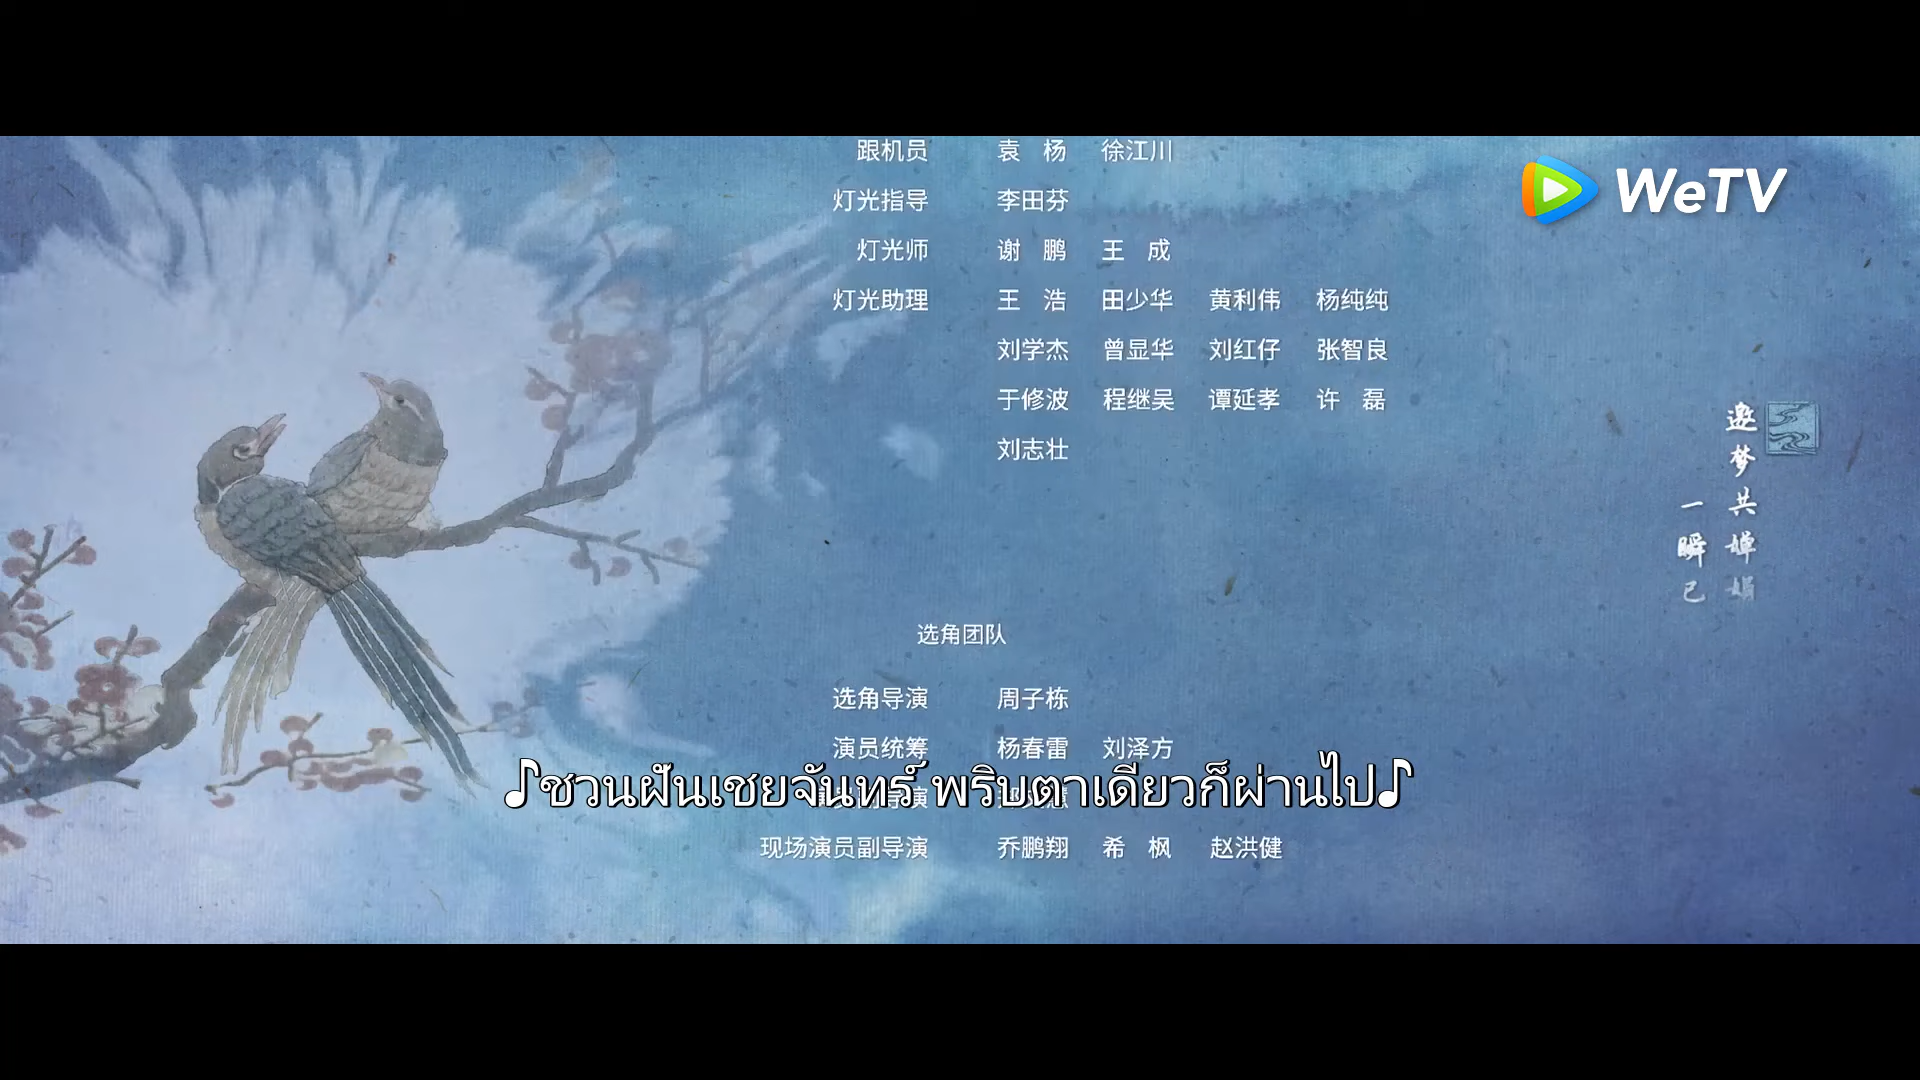 跟机员 袁 杨 徐江川
WeTV
灯光指导 李田芬
灯光师 谢 鹏 王 成
灯光助理 王 浩 田少华 黄利伟 杨纯纯
刘学杰 曾显华 刘红仔 张智良
于修波 程继吴 谭延孝 许 磊
刘志壮
邀梦共婵娟
一瞬已
选角团队
选角导演 周子栋
演员统筹 杨春雷 刘泽方
♪ชวนฝันเชยจันทร์ พริบตาเดียวก็ผ่านไป♪
现场演员副导演 乔鹏翔 希 枫 赵洪健